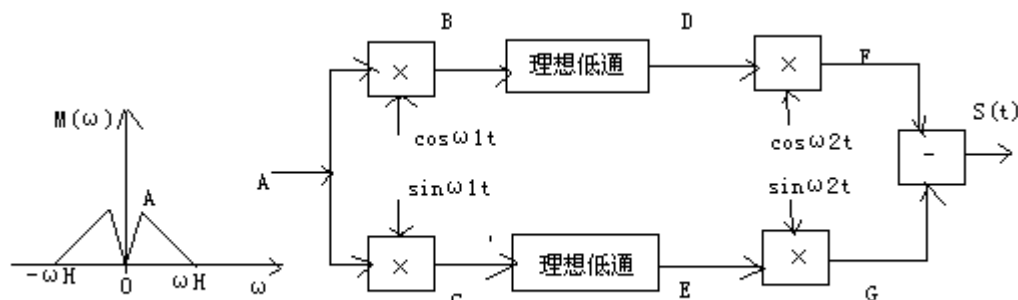 B
D
× 理想低通 × F
M(ω)
cosω1t cosω2t S(t)
A -
A sinω1t sinω2t
× 理想低通 ×
-ωH 0 ωH ω
E G